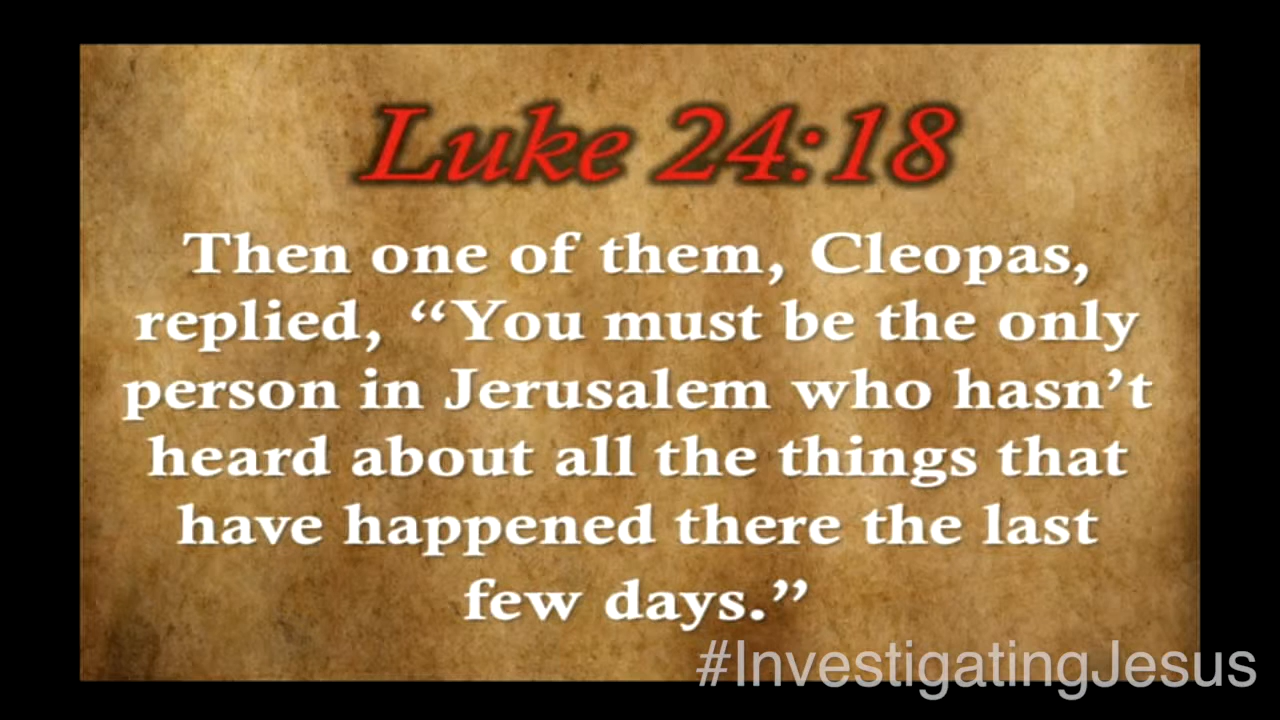 Luke 24:18
Then one of them, Cleopas,
replied, “You must be the only
person in Jerusalem who hasn’t
heard about all the things that
have happened there the last
few days.”
#InvestigatingJesus